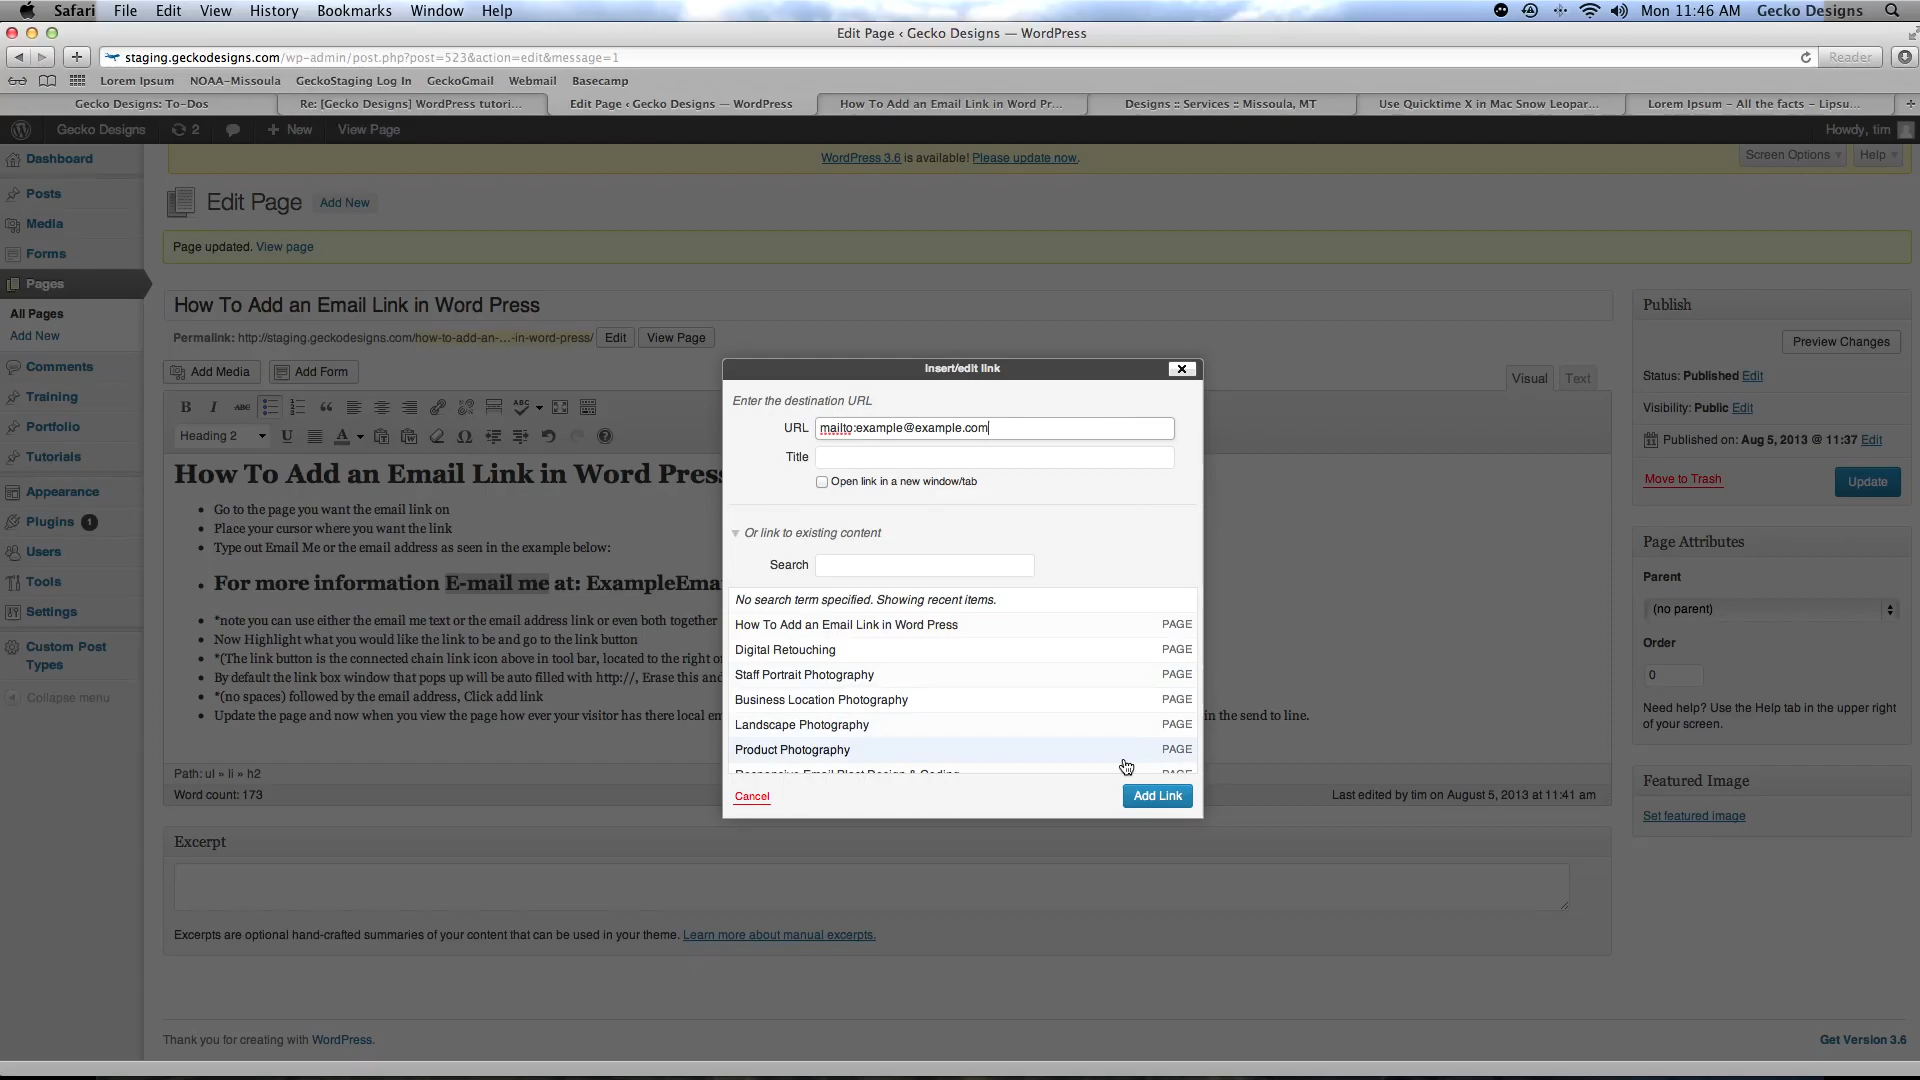 Safari File Edit View History Bookmarks Window Help Mon 11:46 AM Gecko Designs
Edit Page ‹ Gecko Designs — WordPress
staging.geckodesigns.com/wp-admin/post.php?post=523&action=edit&message=1 Reader
Lorem Ipsum NOAA-Missoula GeckoStaging Log In GeckoGmail Webmail Basecamp
Gecko Designs: To-Dos Re: [Gecko Designs] WordPress tutori... Edit Page ‹ Gecko Designs — WordPress How To Add an Email Link in Word Pr... Designs :: Services :: Missoula, MT Use Quicktime X in Mac Snow Leopar... Lorem Ipsum – All the facts – Lipsu...
Gecko Designs 2 + New View Page Howdy, tim
WordPress 3.6 is available! Please update now. Screen Options Help
Edit Page Add New
Page updated. View page
Dashboard
Posts
Media
Forms
Pages
All Pages
Add New
Comments
Training
Portfolio
Tutorials
Appearance
Plugins 1
Users
Tools
Settings
Custom Post Types
Collapse menu
How To Add an Email Link in Word Press
Permalink: http://staging.geckodesigns.com/how-to-add-an-...-in-word-press/ Edit View Page
Add Media Add Form Visual Text
B I ABC ABC
Heading 2 U A
How To Add an Email Link in Word Press
• Go to the page you want the email link on
• Place your cursor where you want the link
• Type out Email Me or the email address as seen in the example below:
• For more information E-mail me at: ExampleEma
• *note you can use either the email me text or the email address link or even both together
• Now Highlight what you would like the link to be and go to the link button
• *(The link button is the connected chain link icon above in tool bar, located to the right o
• By default the link box window that pops up will be auto filled with http://, Erase this and
• *(no spaces) followed by the email address, Click add link
• Update the page and now when you view the page how ever your visitor has there local em in the send to line.
Path: ul » li » h2
Word count: 173 Last edited by tim on August 5, 2013 at 11:41 am
Excerpt
Excerpts are optional hand-crafted summaries of your content that can be used in your theme. Learn more about manual excerpts.
Thank you for creating with WordPress. Get Version 3.6
Insert/edit link
Enter the destination URL
URL mailto:example@example.com
Title
Open link in a new window/tab
Or link to existing content
Search
No search term specified. Showing recent items.
How To Add an Email Link in Word Press PAGE
Digital Retouching PAGE
Staff Portrait Photography PAGE
Business Location Photography PAGE
Landscape Photography PAGE
Product Photography PAGE
Responsive Email Blast Design & Coding PAGE
Cancel Add Link
Publish
Preview Changes
Status: Published Edit
Visibility: Public Edit
Published on: Aug 5, 2013 @ 11:37 Edit
Move to Trash Update
Page Attributes
Parent
(no parent)
Order
0
Need help? Use the Help tab in the upper right
of your screen.
Featured Image
Set featured image